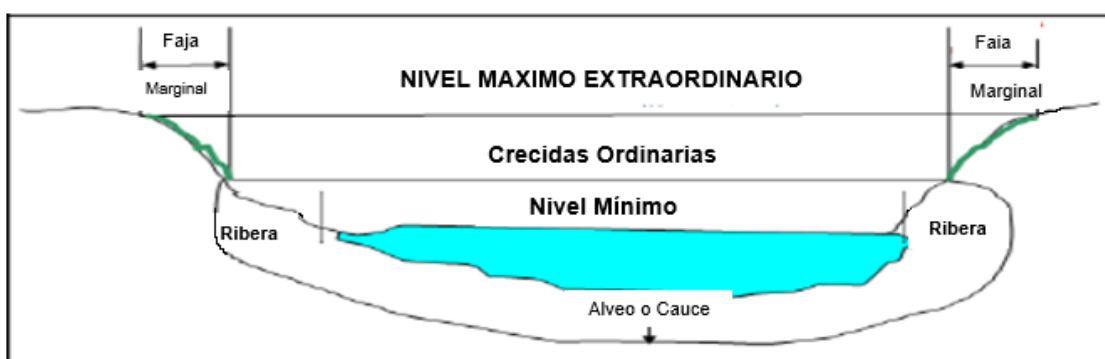 Faja
Faia
NIVEL MAXIMO EXTRAORDINARIO
Marginal
Marginal
Crecidas Ordinarias
Nivel Mínimo
Ribera
Ribera
Alveo o Cauce